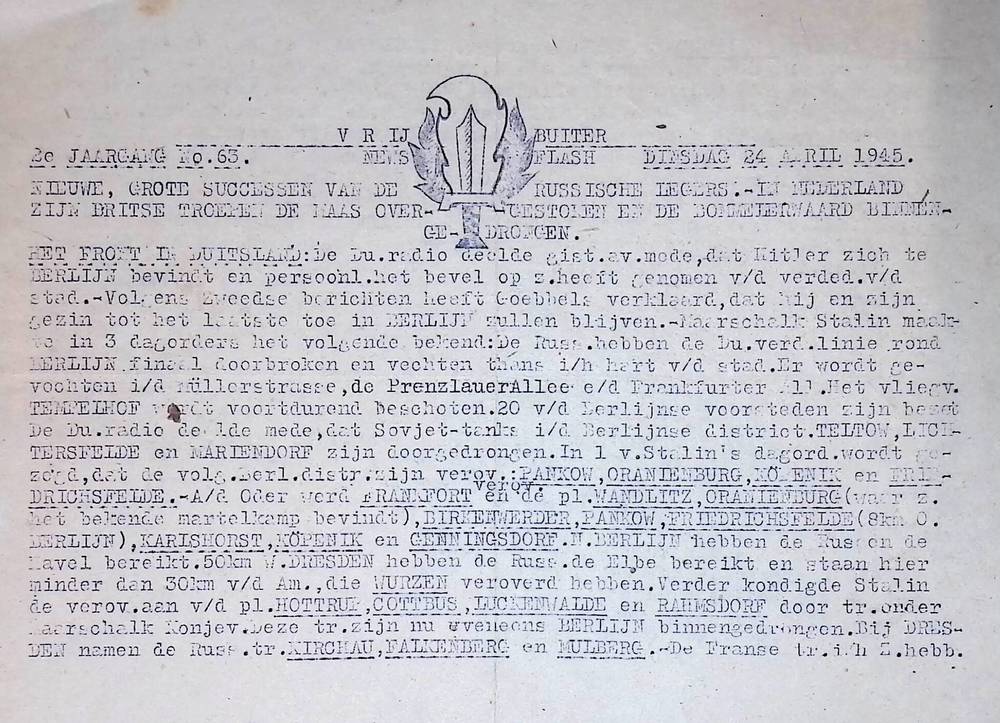 V R IJ BUITER
2e JAARGANG No.63. NEWS FLASH DINSDAG 24 APRIL 1945.
NIEUWE, GROTE SUCCESSEN VAN DE RUSSISCHE LEGERS.-IN NEDERLAND
ZIJN BRITSE TROEPEN DE MAAS OVER- GESTOKEN EN DE BOMMELERWAARD BINNEN-
GE- DRONGEN.
HET FRONT IN DUITSLAND:De Du.radio deelde gist.av.mede,dat Hitler zich te
BERLIJN bevindt en persoonl.het bevel op z.heeft genomen v/d verded.v/d
stad.-Volgens Zweedse berichten heeft Goebbels verklaard,dat hij en zijn
gezin tot het laatste toe in BERLIJN zullen blijven.-Maarschalk Stalin maak-
te in 3 dagorders het volgende bekend:De Russ.hebben de Du.verd.linie rond
BERLIJN finaal doorbroken en vechten thans i/h hart v/d stad.Er wordt ge-
vochten i/d Müllerstrasse,de PrenzlauerAllee e/d Frankfurter All.Het vliegv.
TEMPELHOF wordt voortdurend beschoten.20 v/d Berlijnse voorsteden zijn bezet
De Du.radio deelde mede,dat Sovjet-tanks i/d Berlijnse district.TELTOW,LICH-
TERSFELDE en MARIENDORF zijn doorgedrongen.In 1 v.Stalin's dagord.wordt ge-
zegd,dat de volg.Berl.distr.zijn verov.:PANKOW,ORANIENBURG,KÖPENIK en FRIE-
DRICHSFELDE.-A/d Oder werd FRANKFORT verov. en de pl.WANDLITZ,ORANIENBURG(waar z.
het bekende martelkamp bevindt),BIRKENWERDER,PANKOW,FRIEDRICHSFELDE(8km O.
BERLIJN),KARLSHORST,KÖPENIK en GENNINGSDORF.N.BERLIJN hebben de Russen de
Havel bereikt.50km W.DRESDEN hebben de Russ.de Elbe bereikt en staan hier
minder dan 30km v/d Am.,die WURZEN veroverd hebben.Verder kondigde Stalin
de verov.aan v/d pl.HOTTRUP,COTTBUS,LUCKENWALDE en RAHMSDORF door tr.onder
Maarschalk Konjev.Deze tr.zijn nu eveneens BERLIJN binnengedrongen.Bij DRES-
DEN namen de Russ.tr.KIRCHAU,FALKENBERG en MULBERG.-De Franse tr.i/h Z.hebb.